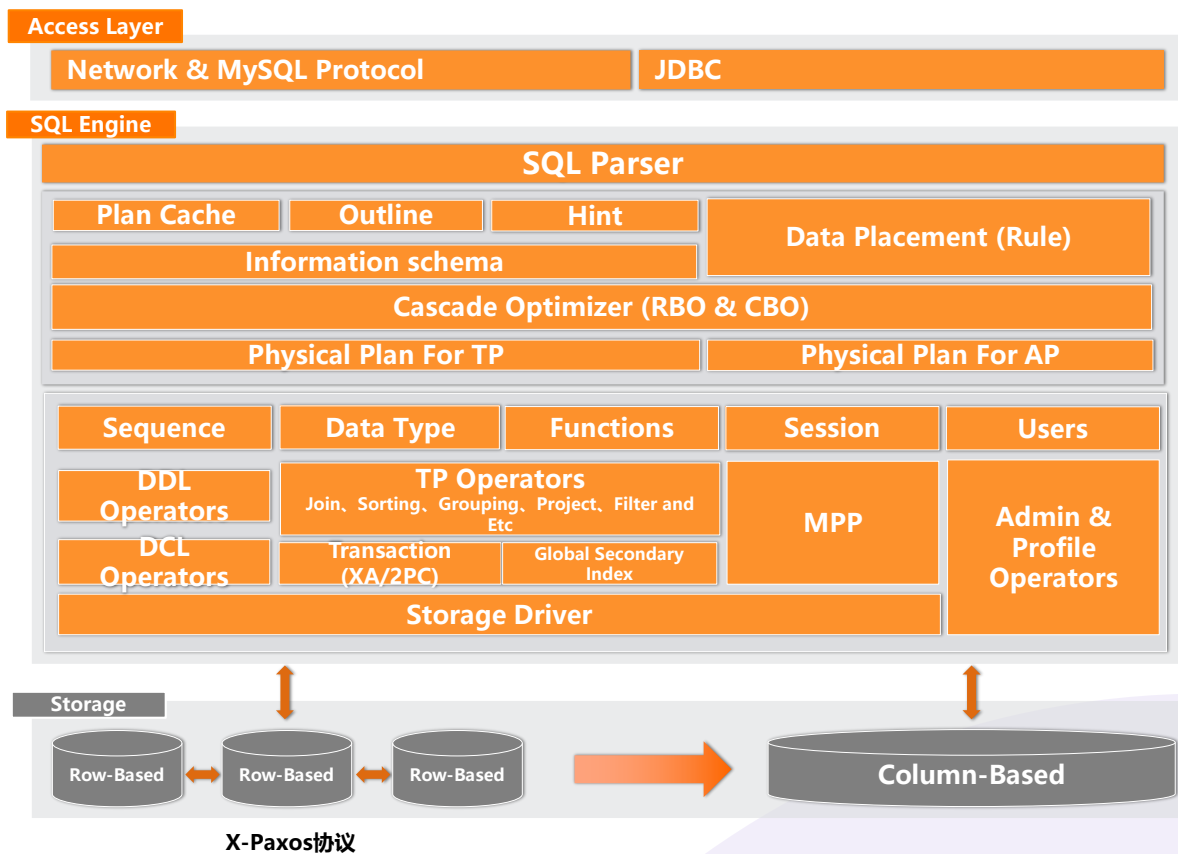 Access Layer
Network & MySQL Protocol
JDBC
SQL Engine
SQL Parser
Plan Cache
Outline
Hint
Data Placement (Rule)
Information schema
Cascade Optimizer (RBO & CBO)
Physical Plan For TP
Physical Plan For AP
Sequence
Data Type
Functions
Session
Users
DDL
Operators
TP Operators
Join、Sorting、Grouping、Project、Filter and
Etc
MPP
Admin &
Profile
Operators
DCL
Operators
Transaction
(XA/2PC)
Global Secondary
Index
Storage Driver
Storage
Row-Based
Row-Based
Row-Based
Column-Based
X-Paxos协议